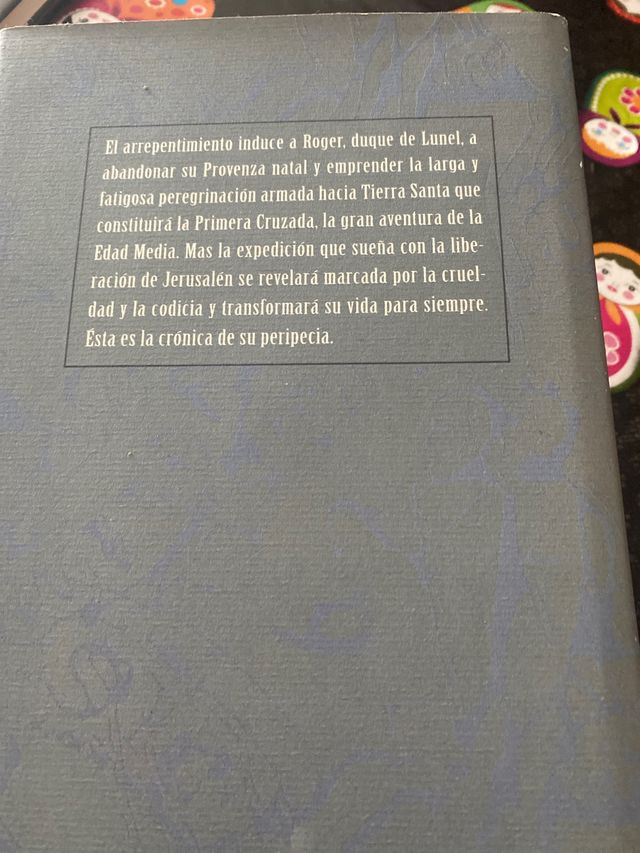 El arrepentimiento induce a Roger, duque de Lunel, a
abandonar su Provenza natal y emprender la larga y
fatigosa peregrinación armada hacia Tierra Santa que
constituirá la Primera Cruzada, la gran aventura de la
Edad Media. Mas la expedición que sueña con la libe-
ración de Jerusalén se revelará marcada por la cruel-
dad y la codicia y transformará su vida para siempre.
Ésta es la crónica de su peripecia.